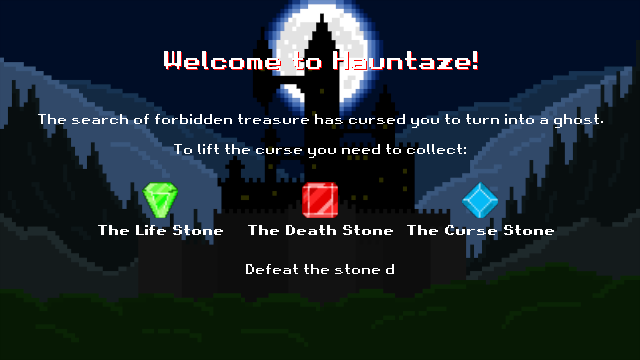 Welcome to Hauntaze!
The search of forbidden treasure has cursed you to turn into a ghost.
To lift the curse you need to collect:
The Life Stone The Death Stone The Curse Stone
Defeat the stone d